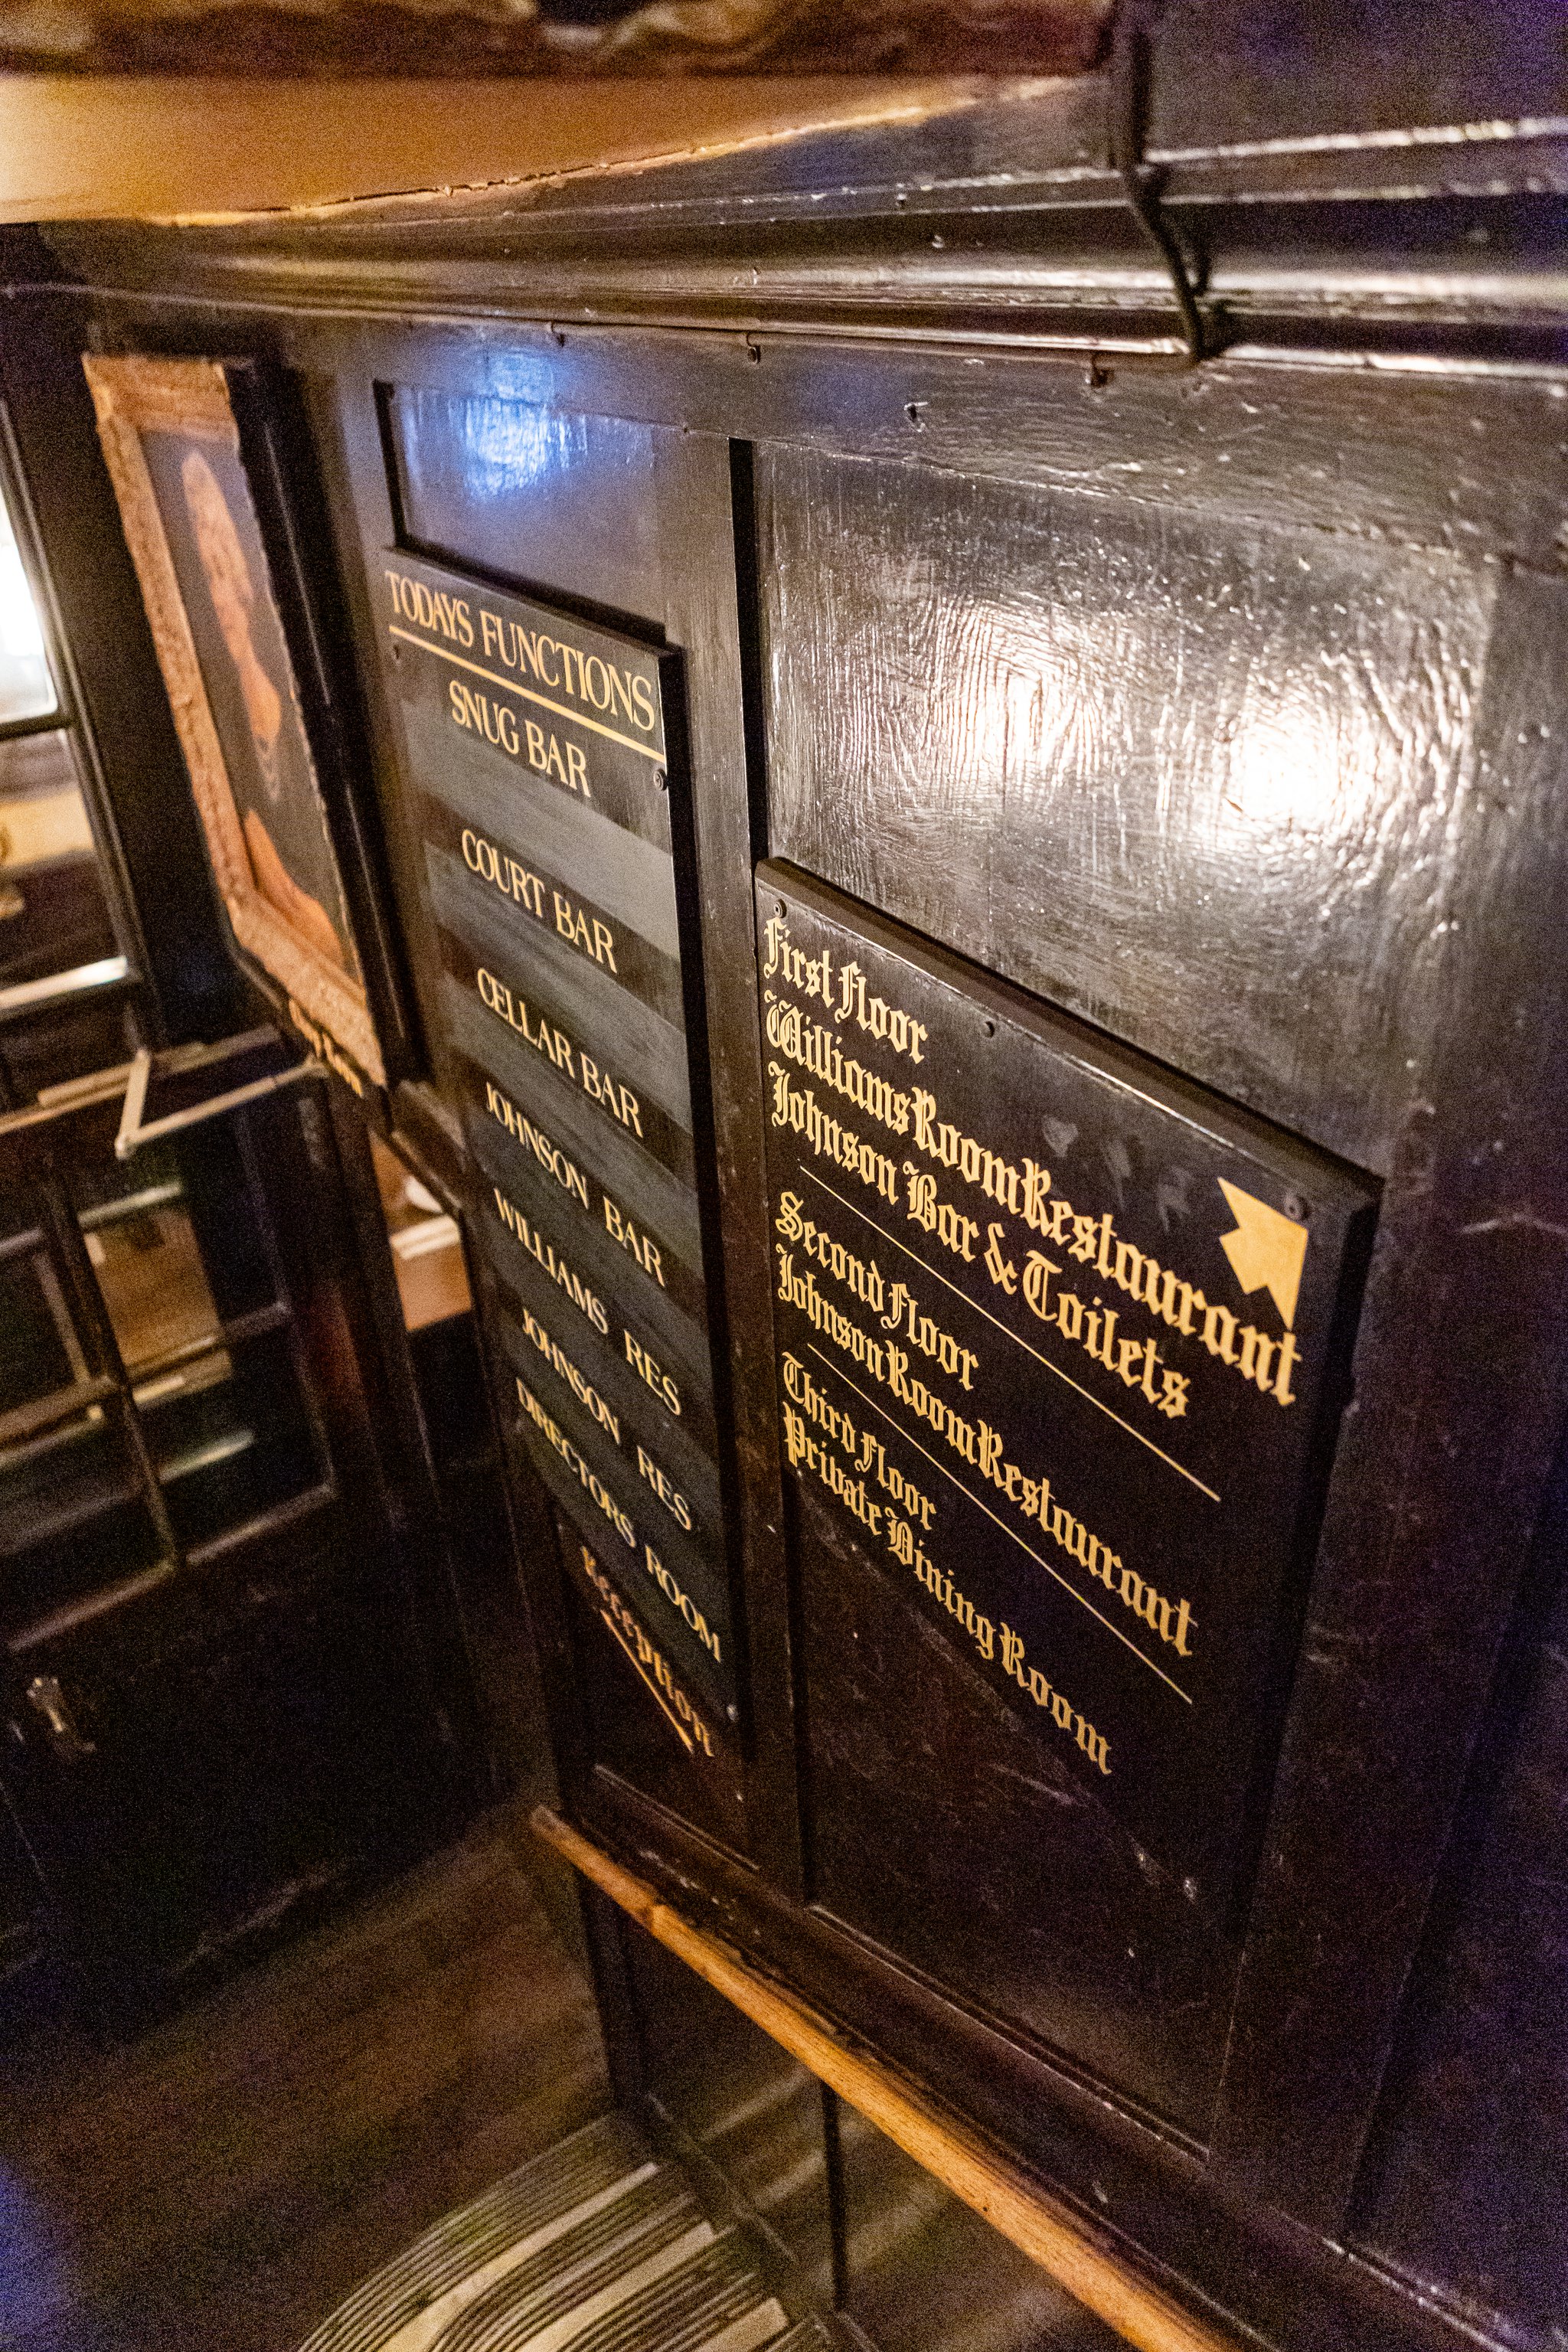 TODAYS FUNCTIONS
SNUG BAR
COURT BAR
CELLAR BAR
JOHNSON BAR
WILLIAMS RES
JOHNSON RES
DIRECTORS ROOM
Reception
First Floor
Williams Room Restaurant
Johnson Bar & Toilets
Second Floor
Johnson Room Restaurant
Third Floor
Private Dining Room